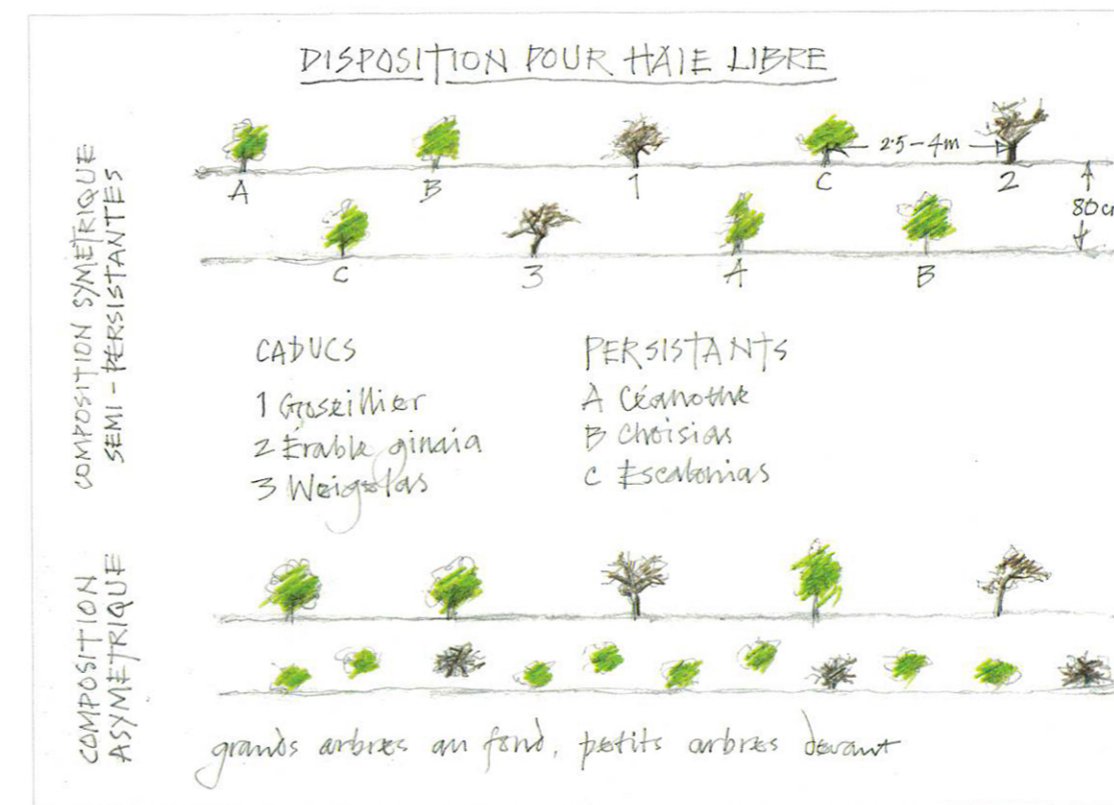 DISPOSITION POUR HAIE LIBRE
COMPOSITION SYMETRIQUE
SEMI-PERSISTANTES
A B 1 C 2
2.5-4m
80cm
C 3 A B
CADUCS
1 Groseillier
2 Érable ginaia
3 Weigelas
PERSISTANTS
A Céanothe
B Choisias
C Escalonias
COMPOSITION
ASYMETRIQUE
grands arbres au fond, petits arbres devant